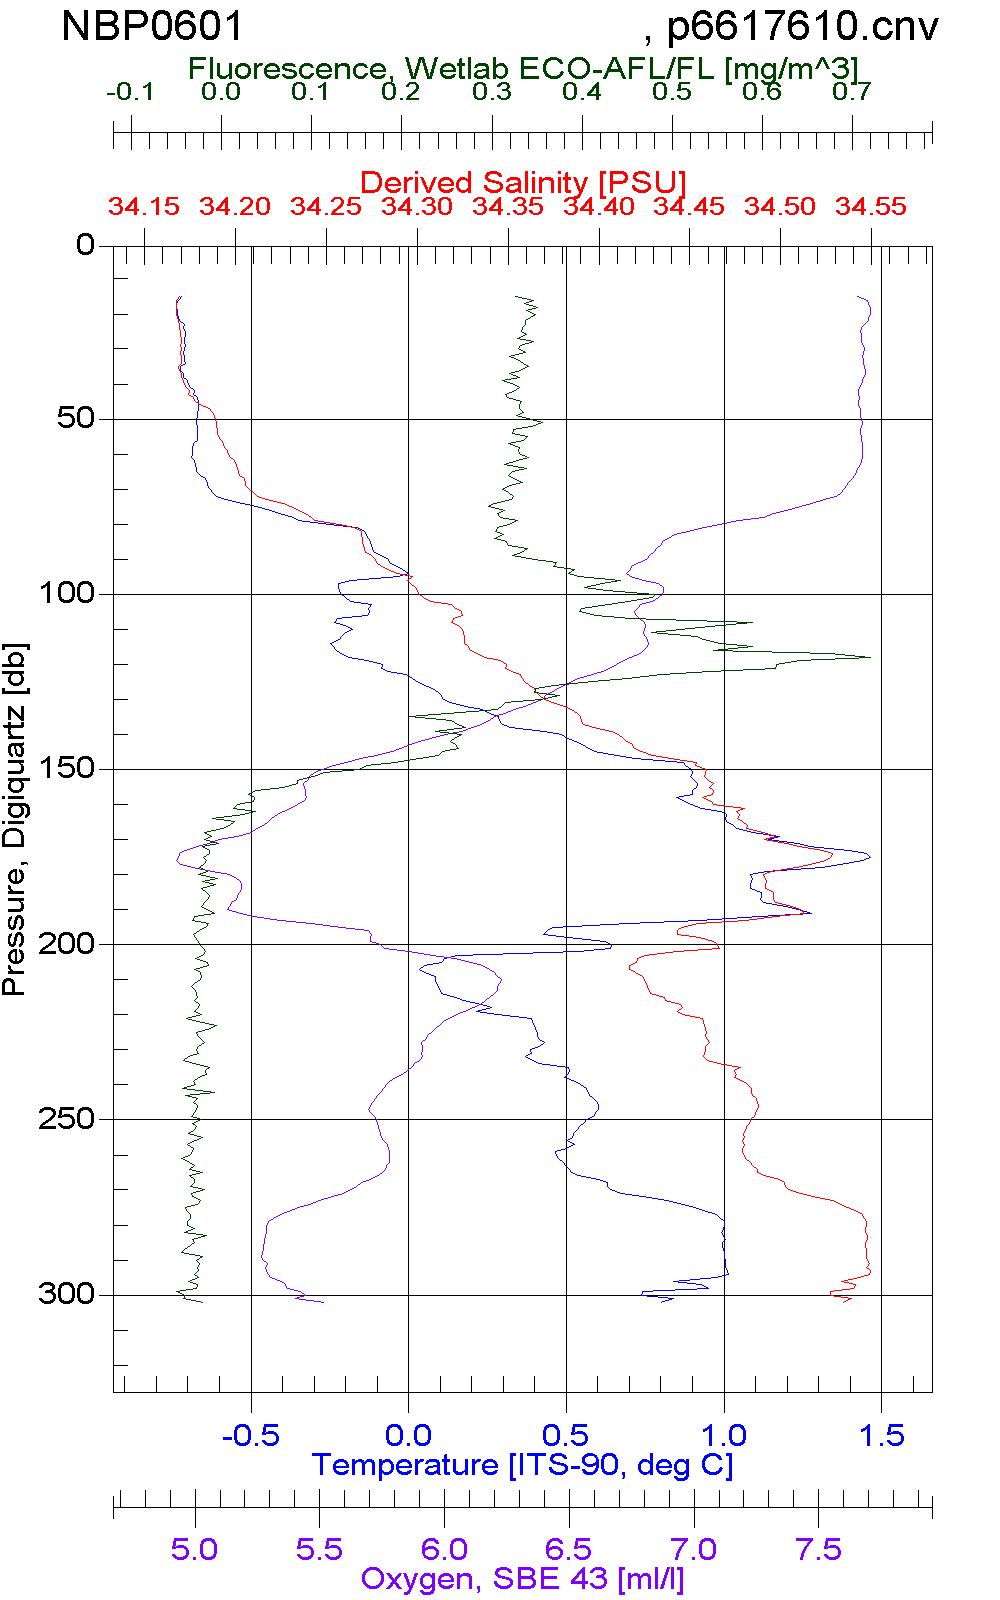 NBP0601 , p6617610.cnv
Fluorescence, Wetlab ECO-AFL/FL [mg/m^3]
-0.1 0.0 0.1 0.2 0.3 0.4 0.5 0.6 0.7
Derived Salinity [PSU]
34.15 34.20 34.25 34.30 34.35 34.40 34.45 34.50 34.55
0
50
100
150
200
250
300
Pressure, Digiquartz [db]
-0.5 0.0 0.5 1.0 1.5
Temperature [ITS-90, deg C]
5.0 5.5 6.0 6.5 7.0 7.5
Oxygen, SBE 43 [ml/l]